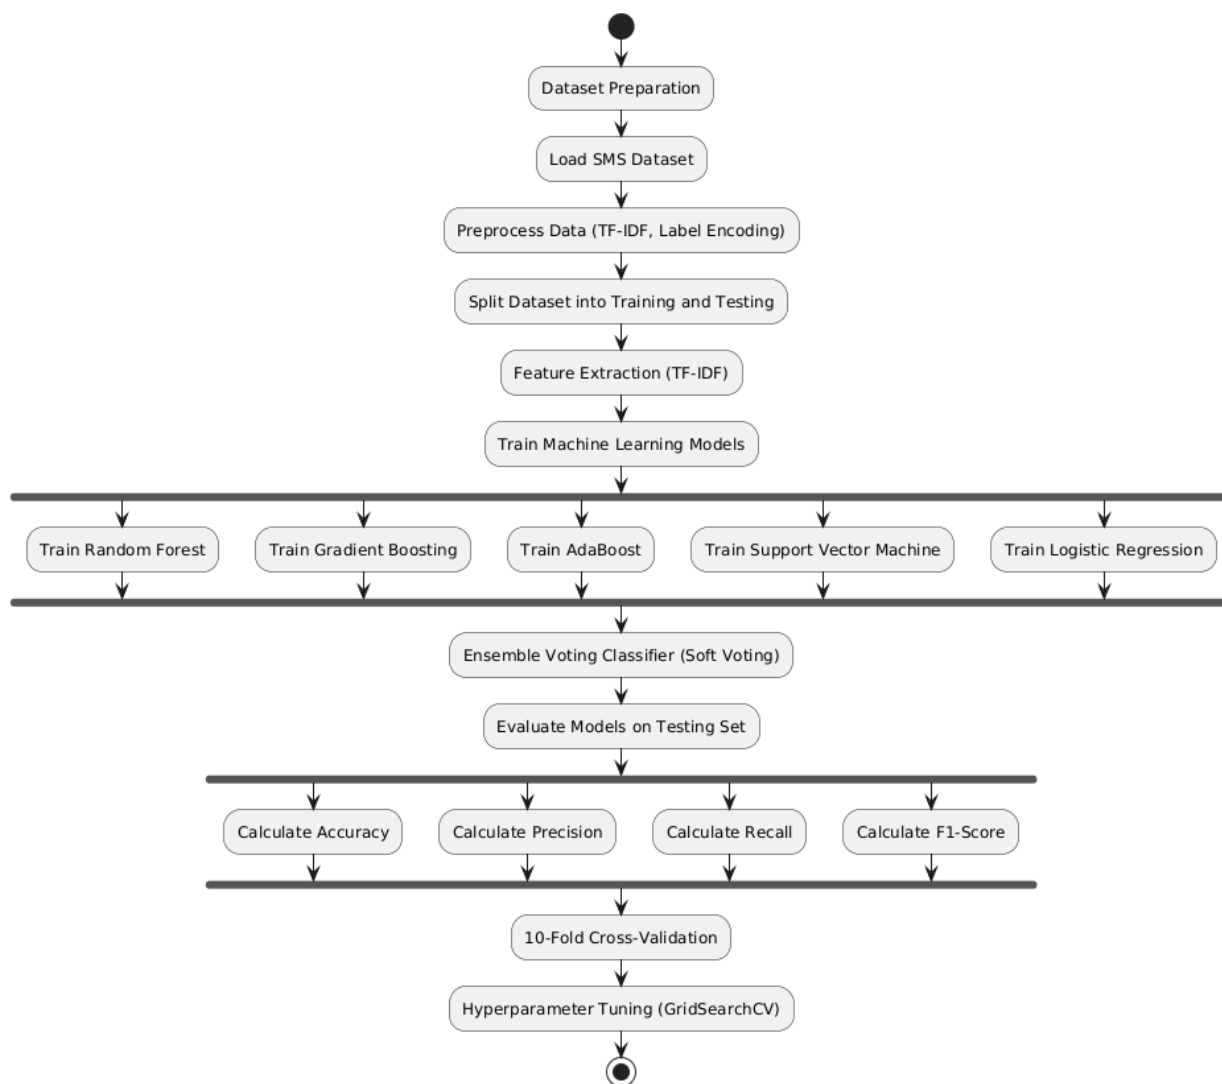 Dataset Preparation
Load SMS Dataset
Preprocess Data (TF-IDF, Label Encoding)
Split Dataset into Training and Testing
Feature Extraction (TF-IDF)
Train Machine Learning Models
Train Random Forest
Train Gradient Boosting
Train AdaBoost
Train Support Vector Machine
Train Logistic Regression
Ensemble Voting Classifier (Soft Voting)
Evaluate Models on Testing Set
Calculate Accuracy
Calculate Precision
Calculate Recall
Calculate F1-Score
10-Fold Cross-Validation
Hyperparameter Tuning (GridSearchCV)